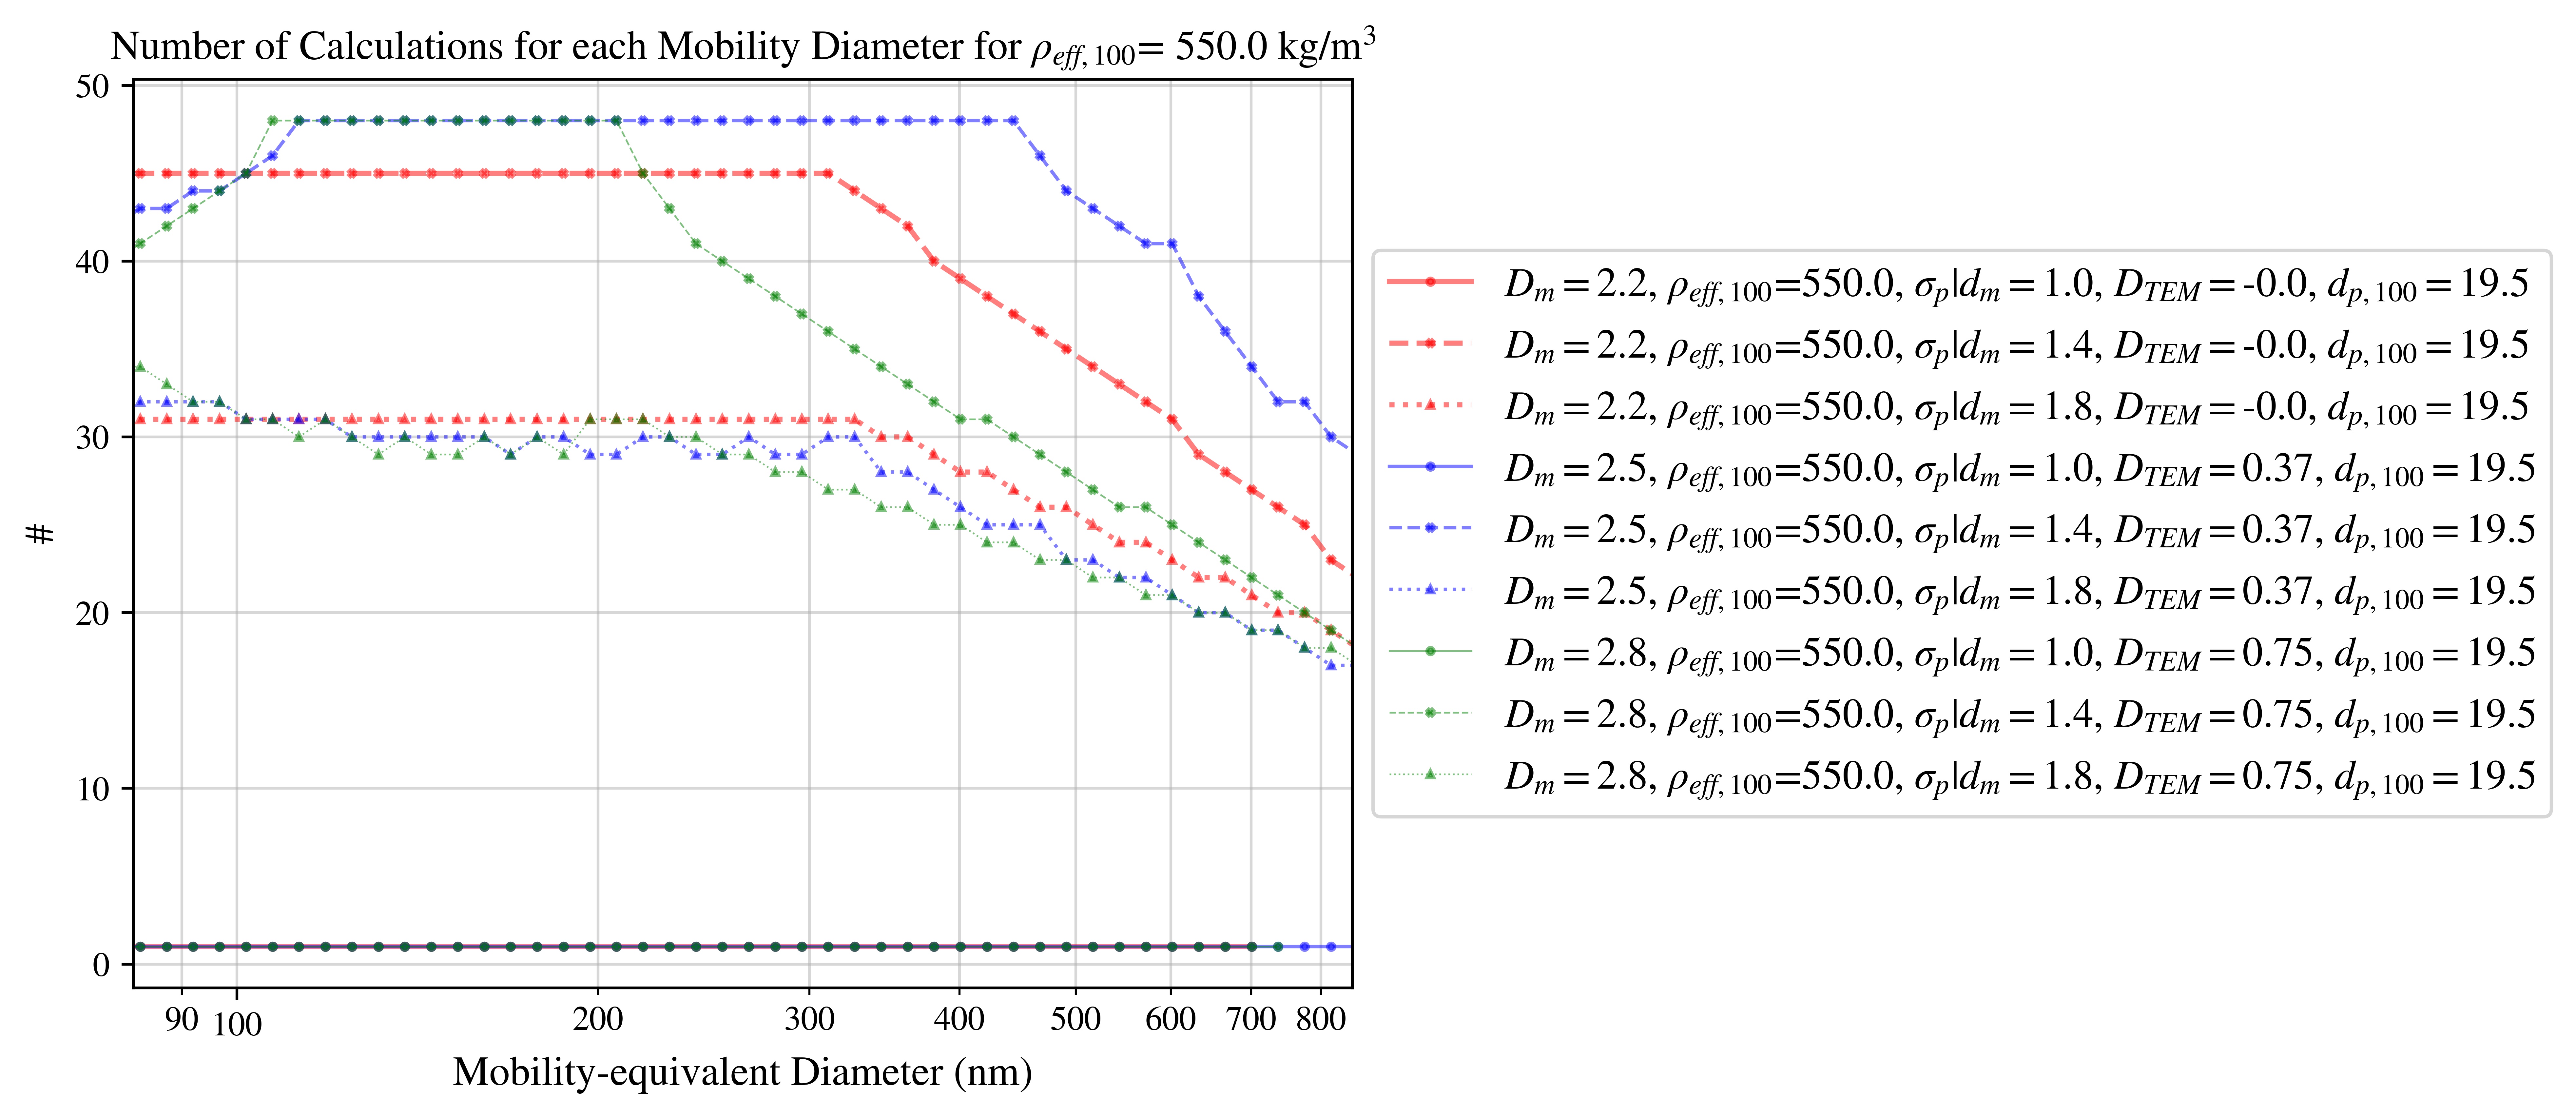 Number of Calculations for each Mobility Diameter for ρeff,100= 550.0 kg/m³
50
40
30
20
10
0
#
90 100 200 300 400 500 600 700 800
Mobility-equivalent Diameter (nm)
Dm = 2.2, ρeff,100=550.0, σp|dm = 1.0, DTEM = -0.0, dp,100 = 19.5
Dm = 2.2, ρeff,100=550.0, σp|dm = 1.4, DTEM = -0.0, dp,100 = 19.5
Dm = 2.2, ρeff,100=550.0, σp|dm = 1.8, DTEM = -0.0, dp,100 = 19.5
Dm = 2.5, ρeff,100=550.0, σp|dm = 1.0, DTEM = 0.37, dp,100 = 19.5
Dm = 2.5, ρeff,100=550.0, σp|dm = 1.4, DTEM = 0.37, dp,100 = 19.5
Dm = 2.5, ρeff,100=550.0, σp|dm = 1.8, DTEM = 0.37, dp,100 = 19.5
Dm = 2.8, ρeff,100=550.0, σp|dm = 1.0, DTEM = 0.75, dp,100 = 19.5
Dm = 2.8, ρeff,100=550.0, σp|dm = 1.4, DTEM = 0.75, dp,100 = 19.5
Dm = 2.8, ρeff,100=550.0, σp|dm = 1.8, DTEM = 0.75, dp,100 = 19.5